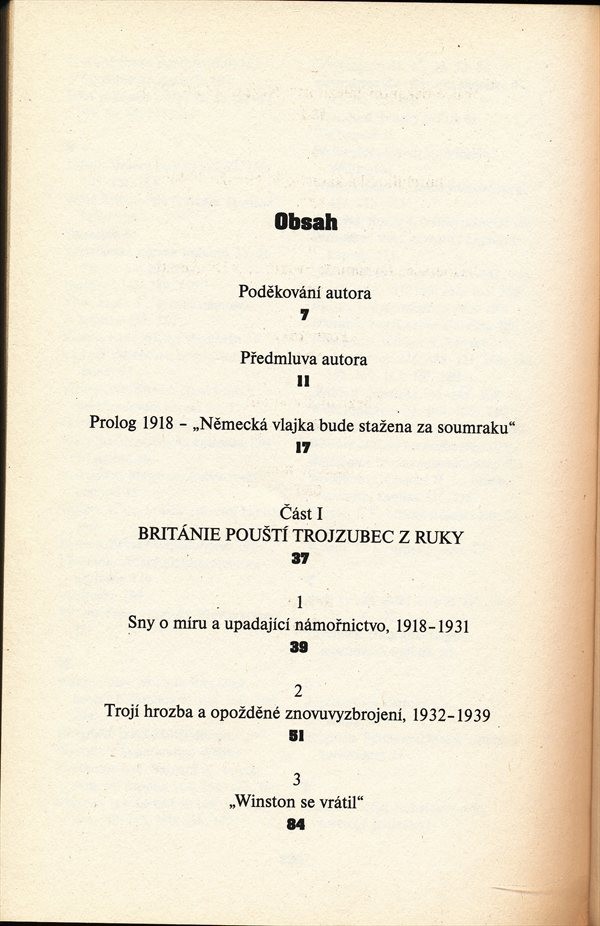 Obsah
Poděkování autora
7
Předmluva autora
11
Prolog 1918 – „Německá vlajka bude stažena za soumraku“
17
Část I
BRITÁNIE POUŠTÍ TROJZUBEC Z RUKY
37
1
Sny o míru a upadající námořnictvo, 1918–1931
39
2
Trojí hrozba a opožděné znovuvyzbrojení, 1932–1939
51
3
„Winston se vrátil“
84